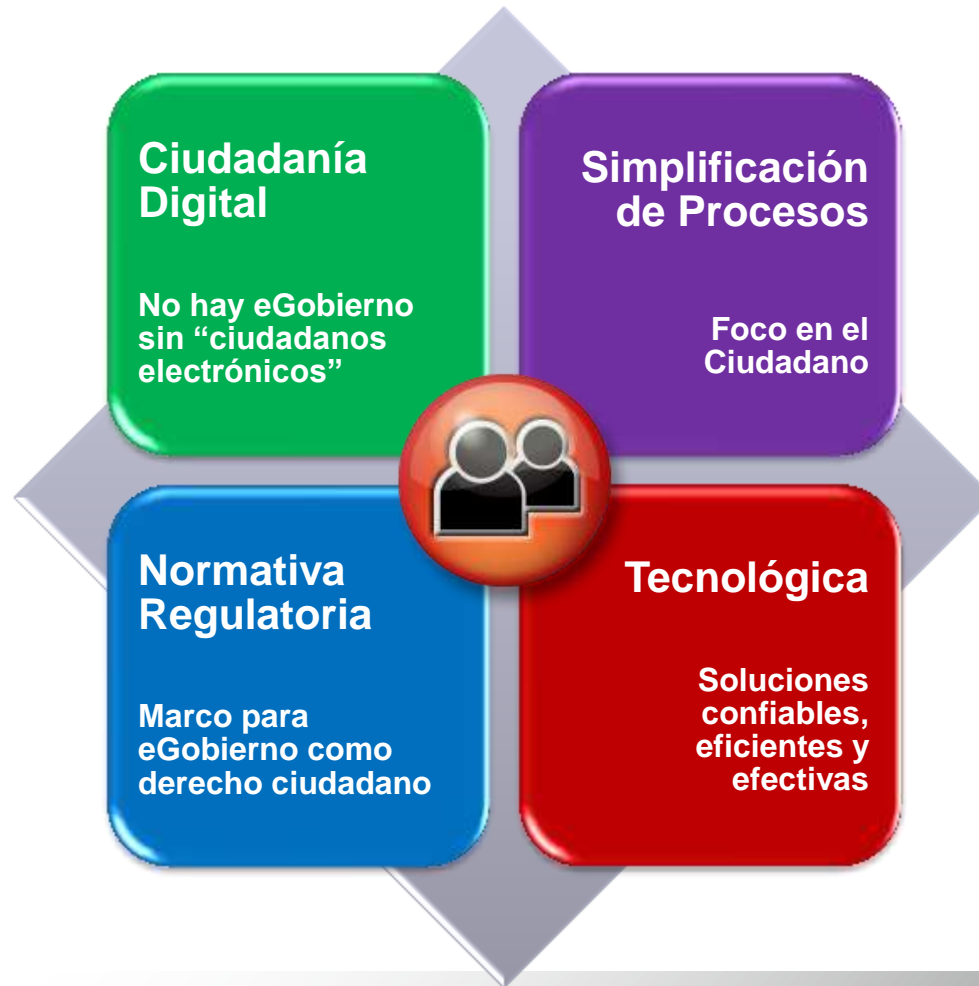 Ciudadanía
Digital
No hay eGobierno
sin “ciudadanos
electrónicos”
Simplificación
de Procesos
Foco en el
Ciudadano
Normativa
Regulatoria
Marco para
eGobierno como
derecho ciudadano
Tecnológica
Soluciones
confiables,
eficientes y
efectivas